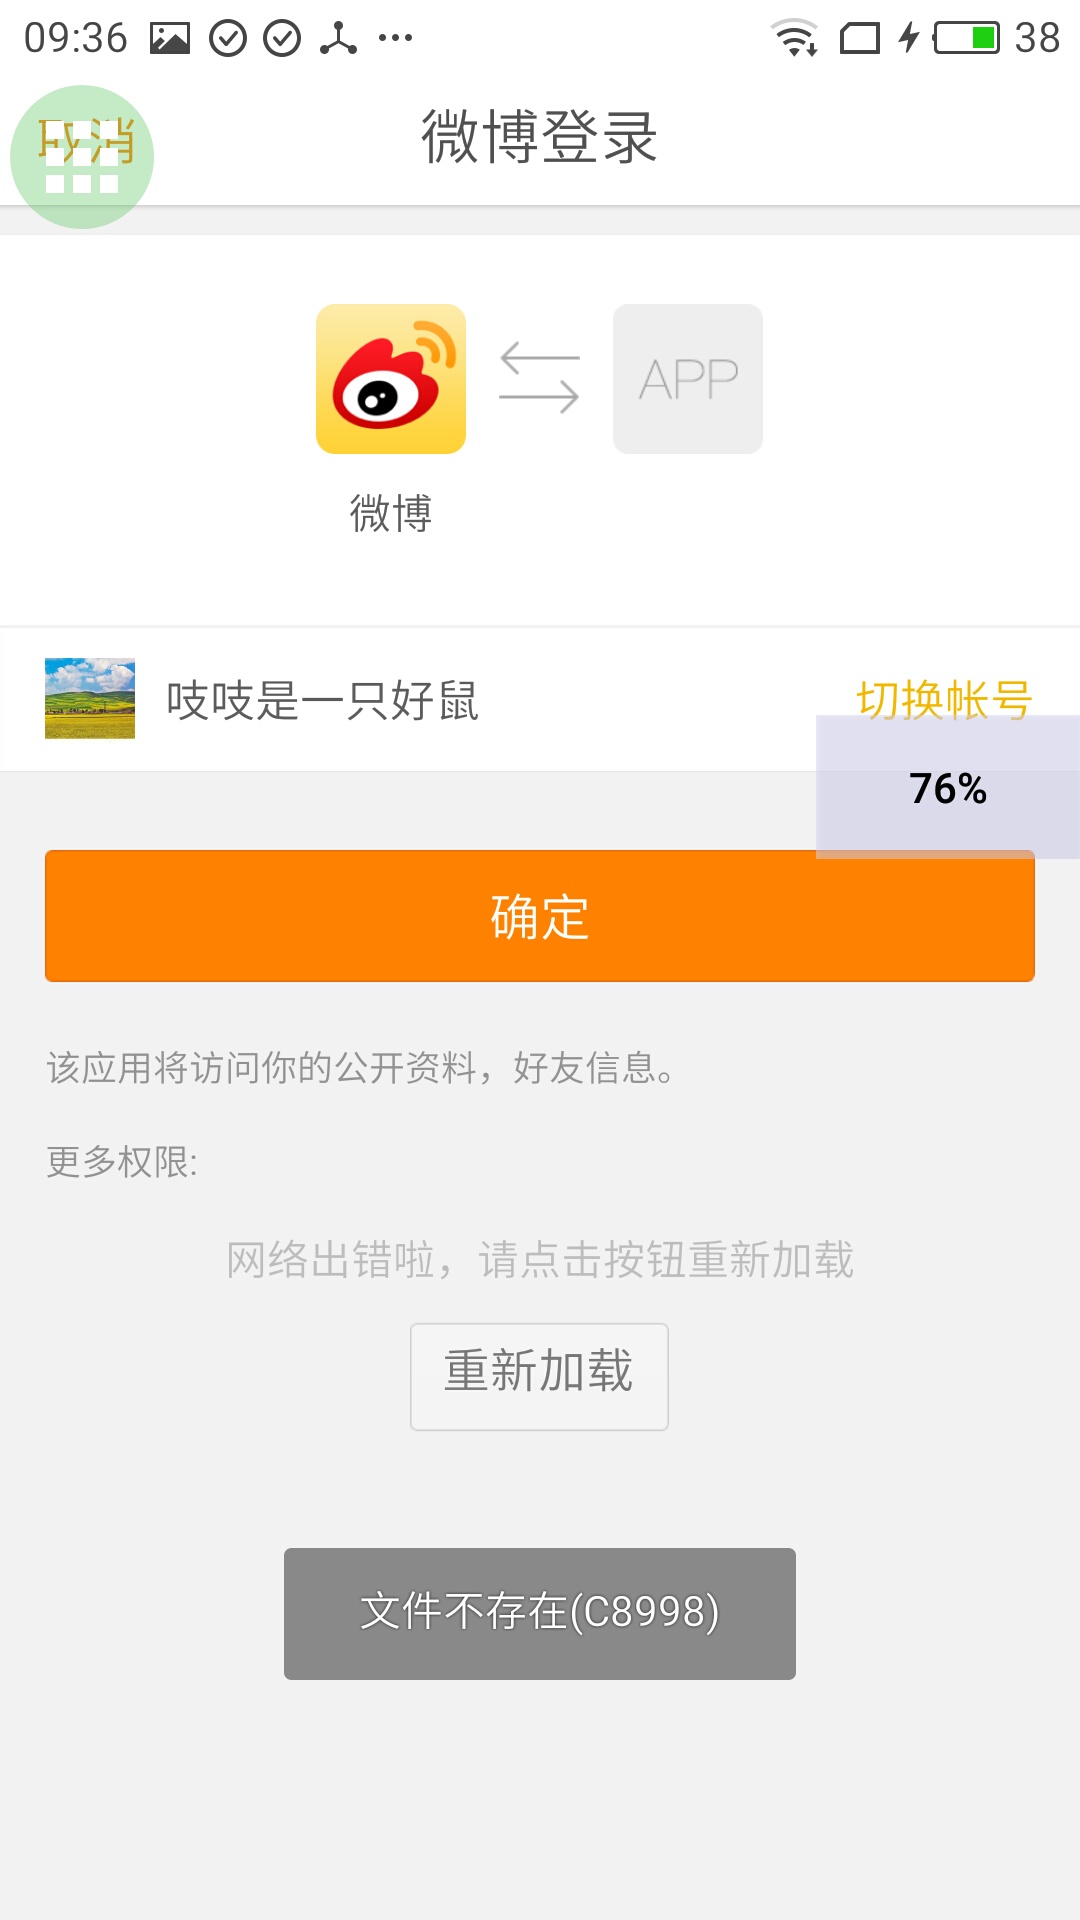 09:36
38
取消
微博登录
APP
微博
吱吱是一只好鼠
切换帐号
76%
确定
该应用将访问你的公开资料，好友信息。
更多权限:
网络出错啦，请点击按钮重新加载
重新加载
文件不存在(C8998)